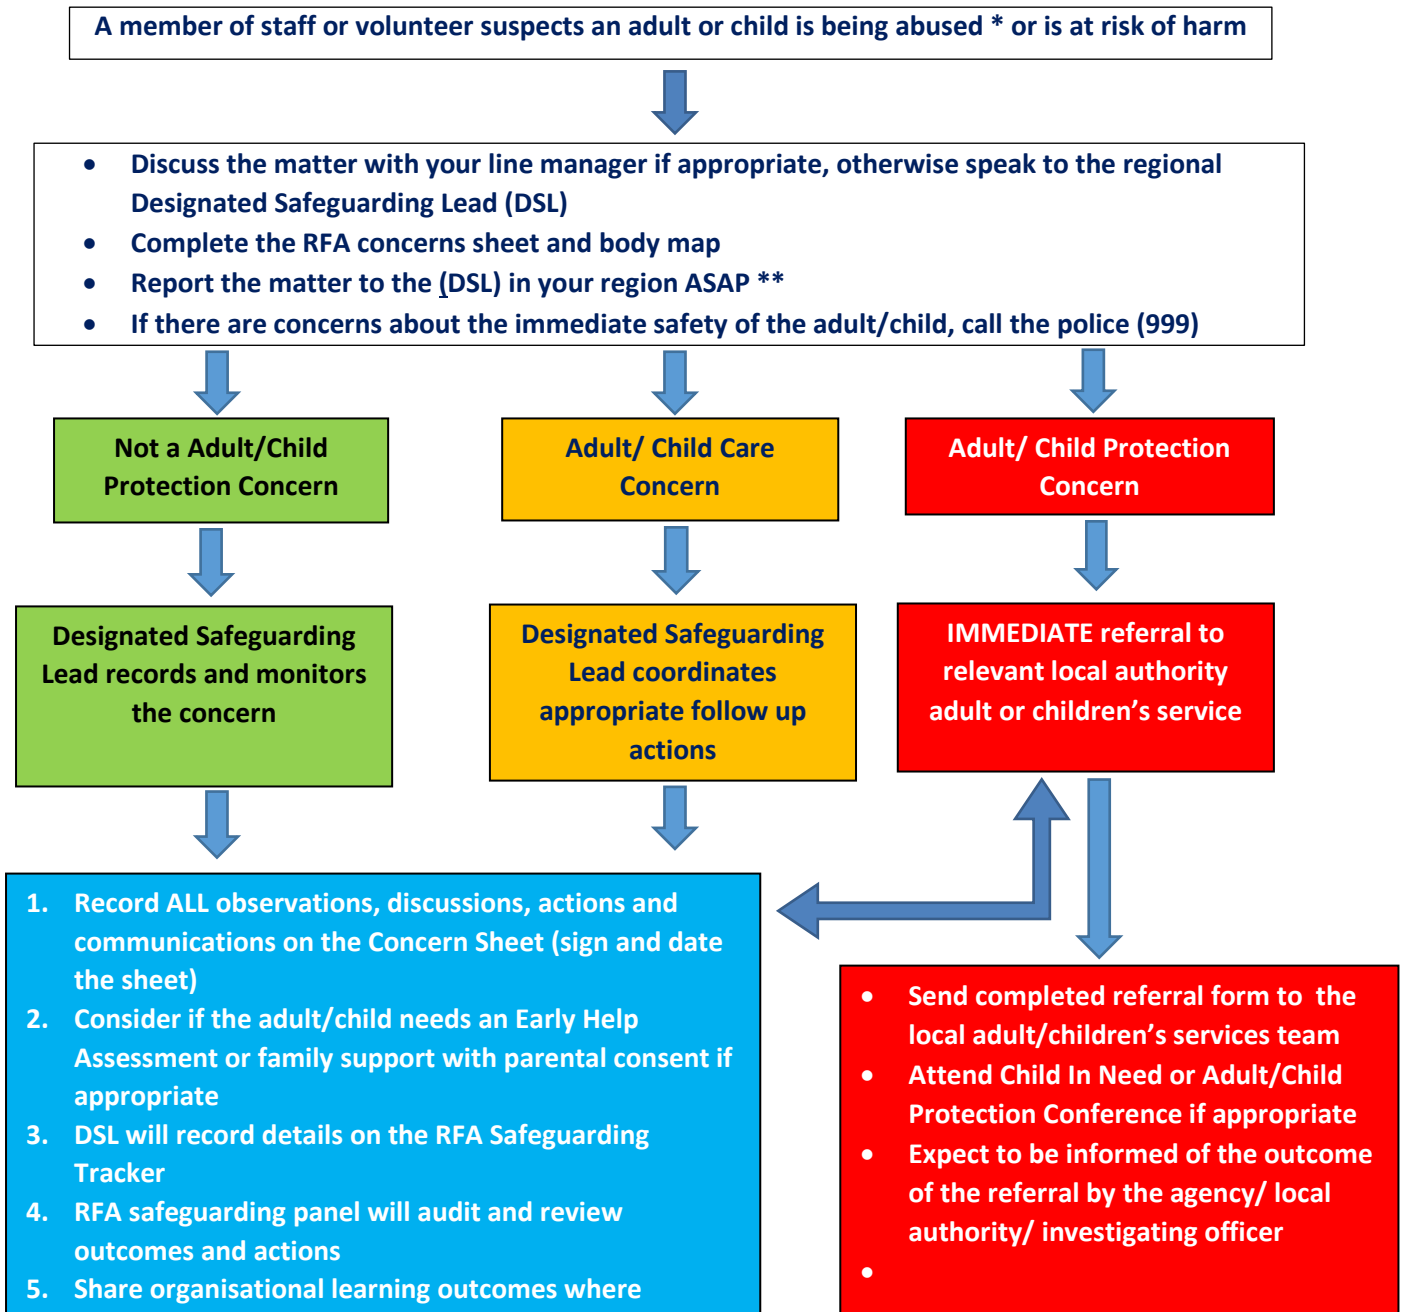 A member of staff or volunteer suspects an adult or child is being abused * or is at risk of harm
• Discuss the matter with your line manager if appropriate, otherwise speak to the regional
Designated Safeguarding Lead (DSL)
• Complete the RFA concerns sheet and body map
• Report the matter to the (DSL) in your region ASAP **
• If there are concerns about the immediate safety of the adult/child, call the police (999)
Not a Adult/Child
Protection Concern
Adult/ Child Care
Concern
Adult/ Child Protection
Concern
Designated Safeguarding
Lead records and monitors
the concern
Designated Safeguarding
Lead coordinates
appropriate follow up
actions
IMMEDIATE referral to
relevant local authority
adult or children’s service
1. Record ALL observations, discussions, actions and
communications on the Concern Sheet (sign and date
the sheet)
2. Consider if the adult/child needs an Early Help
Assessment or family support with parental consent if
appropriate
3. DSL will record details on the RFA Safeguarding
Tracker
4. RFA safeguarding panel will audit and review
outcomes and actions
5. Share organisational learning outcomes where
• Send completed referral form to the
local adult/children’s services team
• Attend Child In Need or Adult/Child
Protection Conference if appropriate
• Expect to be informed of the outcome
of the referral by the agency/ local
authority/ investigating officer
•